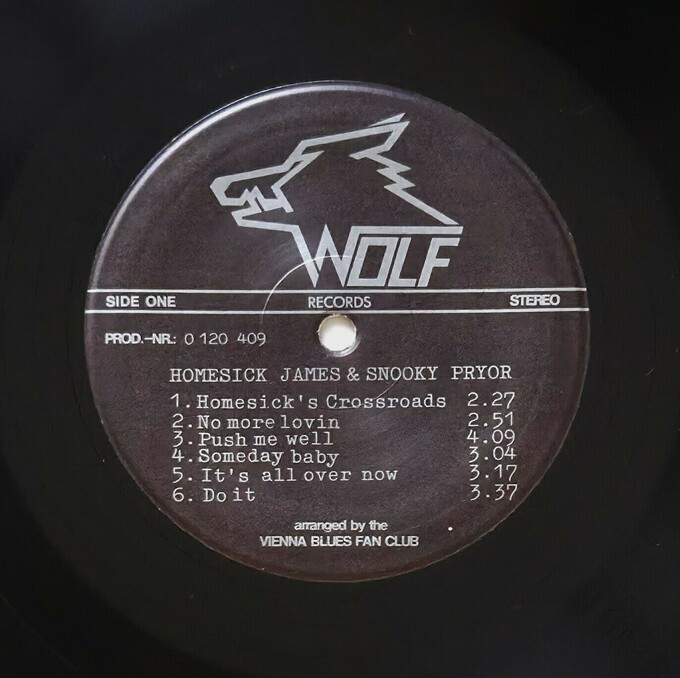 WOLF
SIDE ONE RECORDS STEREO
PROD.-NR.: 0 120 409
HOMESICK JAMES & SNOOKY PRYOR
1. Homesick's Crossroads 2.27
2. No more lovin 2.51
3. Push me well 4.09
4. Someday baby 3.04
5. It's all over now 3.17
6. Do it 3.37
arranged by the
VIENNA BLUES FAN CLUB